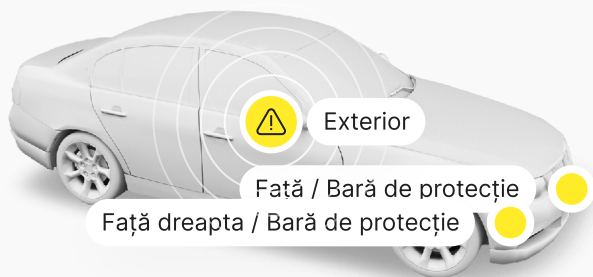 Exterior
Față / Bară de protecție
Față dreapta / Bară de protecție